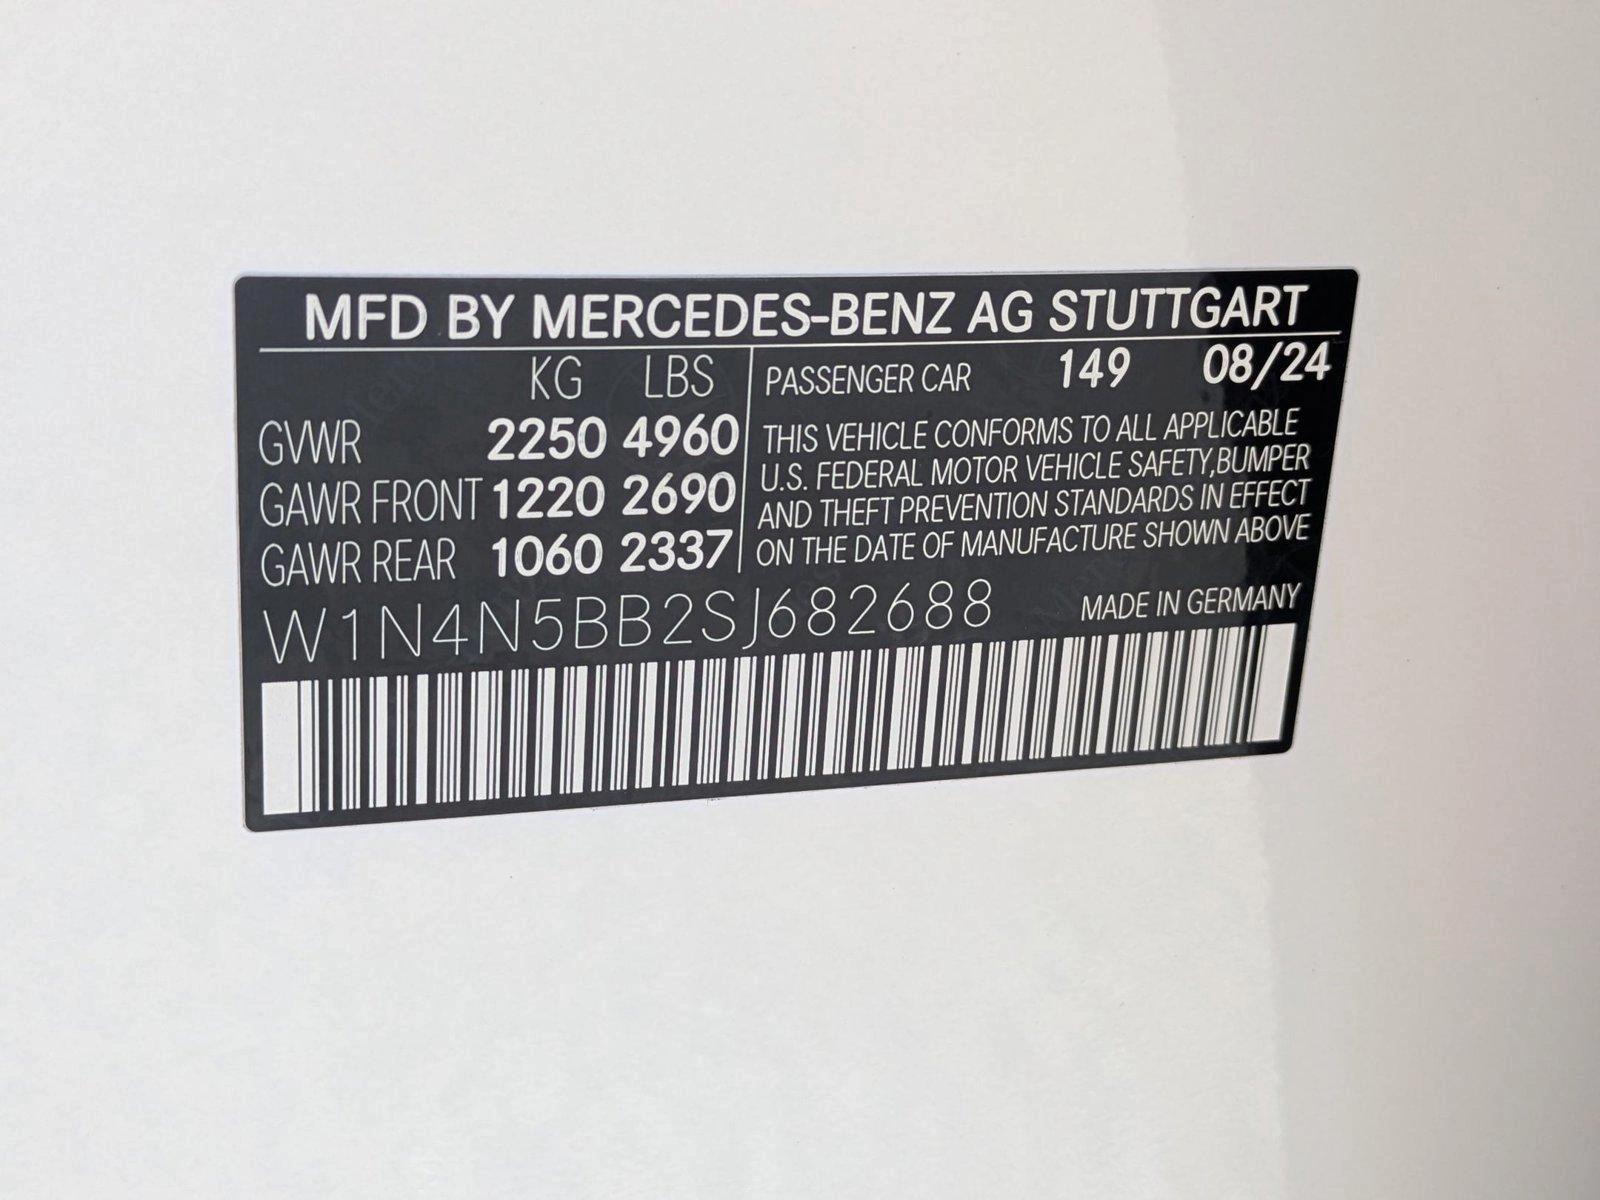 MFD BY MERCEDES-BENZ AG STUTTGART
KG LBS
GVWR 2250 4960
GAWR FRONT 1220 2690
GAWR REAR 1060 2337
PASSENGER CAR 149 08/24
THIS VEHICLE CONFORMS TO ALL APPLICABLE
U.S. FEDERAL MOTOR VEHICLE SAFETY,BUMPER
AND THEFT PREVENTION STANDARDS IN EFFECT
ON THE DATE OF MANUFACTURE SHOWN ABOVE
W1N4N5BB2SJ682688
MADE IN GERMANY